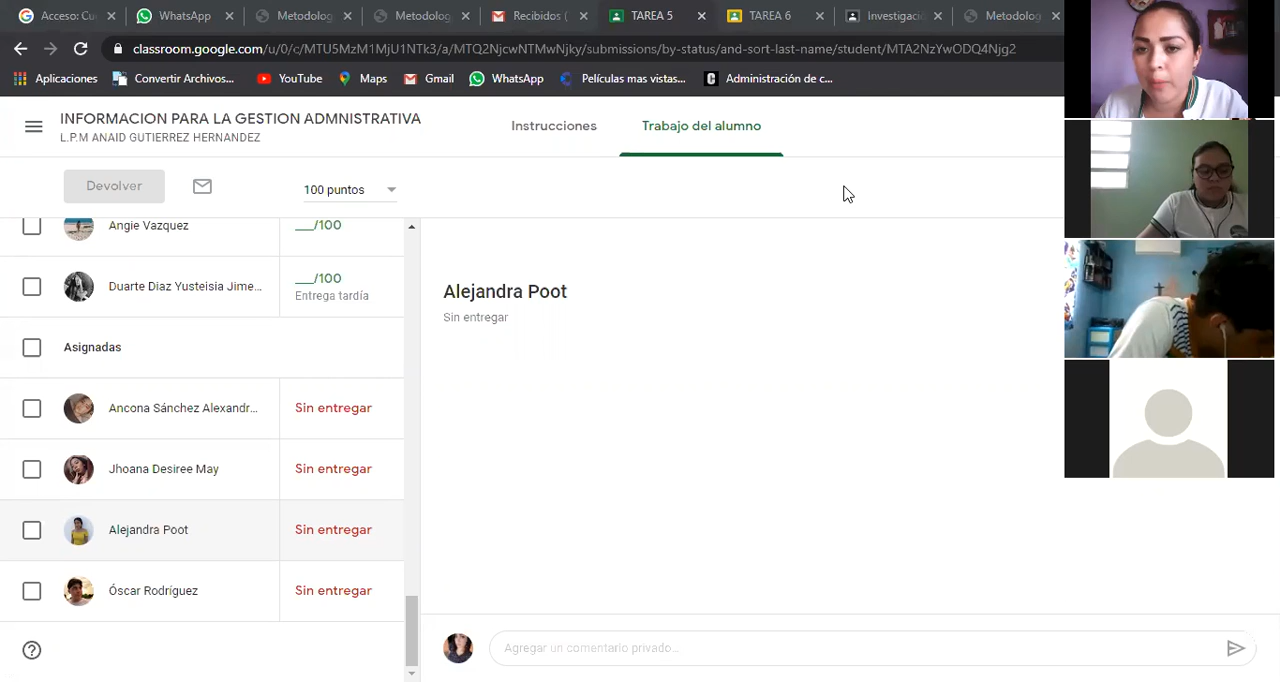 Acceso: Cu
WhatsApp
Metodolog
Metodolog
Recibidos (
TAREA 5
TAREA 6
Investigaci
Metodolog
classroom.google.com/u/0/c/MTU5MzM1MjU1NTk3/a/MTQ2NjcwNTMwNjky/submissions/by-status/and-sort-last-name/student/MTA2NzYwODQ4Njg2
Aplicaciones
Convertir Archivos...
YouTube
Maps
Gmail
WhatsApp
Películas mas vistas...
Administración de c...
INFORMACION PARA LA GESTION ADMNISTRATIVA
L.P.M ANAID GUTIERREZ HERNANDEZ
Instrucciones
Trabajo del alumno
Devolver
100 puntos
Angie Vazquez
__/100
Duarte Diaz Yusteisia Jime...
__/100
Entrega tardía
Asignadas
Ancona Sánchez Alexandr...
Sin entregar
Jhoana Desiree May
Sin entregar
Alejandra Poot
Sin entregar
Óscar Rodríguez
Sin entregar
Alejandra Poot
Sin entregar
Agregar un comentario privado...